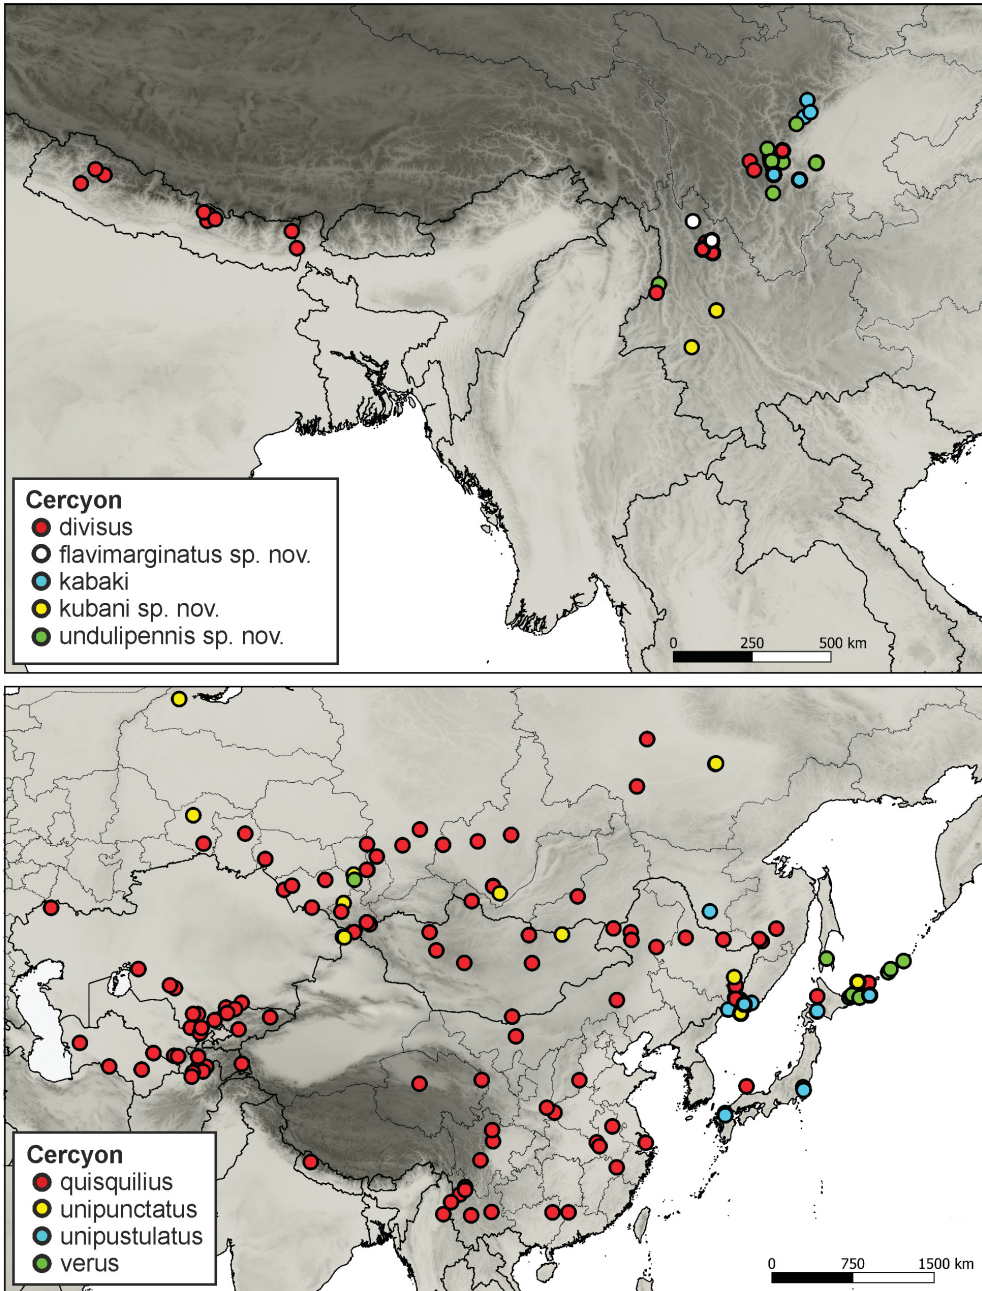 Cercyon
divisus
flavimarginatus sp. nov.
kabaki
kubani sp. nov.
undulipennis sp. nov.
0 250 500 km
Cercyon
quisquilius
unipunctatus
unipustulatus
verus
0 750 1500 km